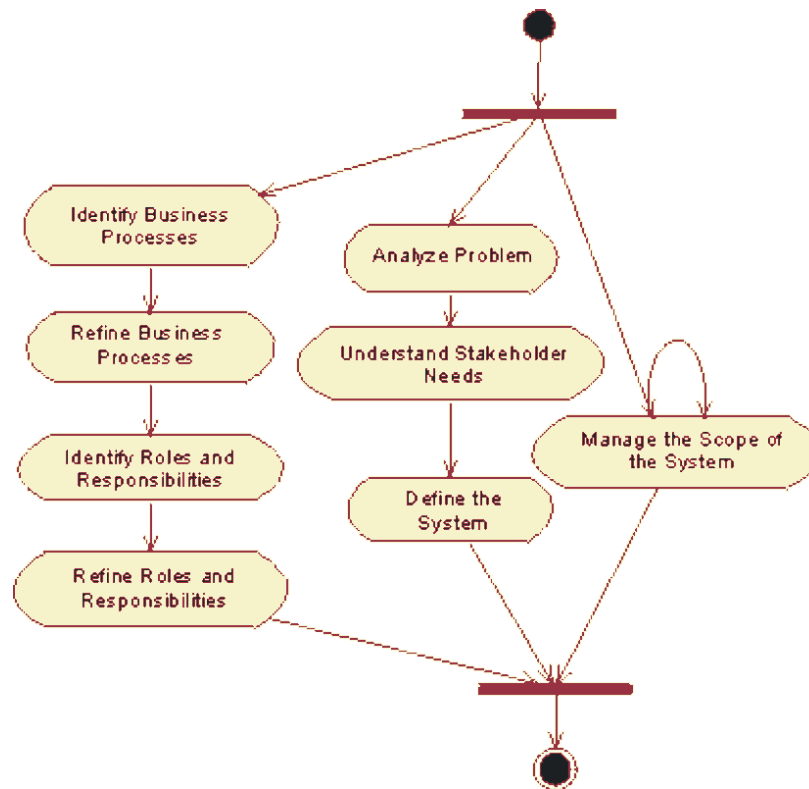 Identify Business
Processes
Refine Business
Processes
Identify Roles and
Responsibilities
Refine Roles and
Responsibilities
Analyze Problem
Understand Stakeholder
Needs
Define the
System
Manage the Scope of
the System